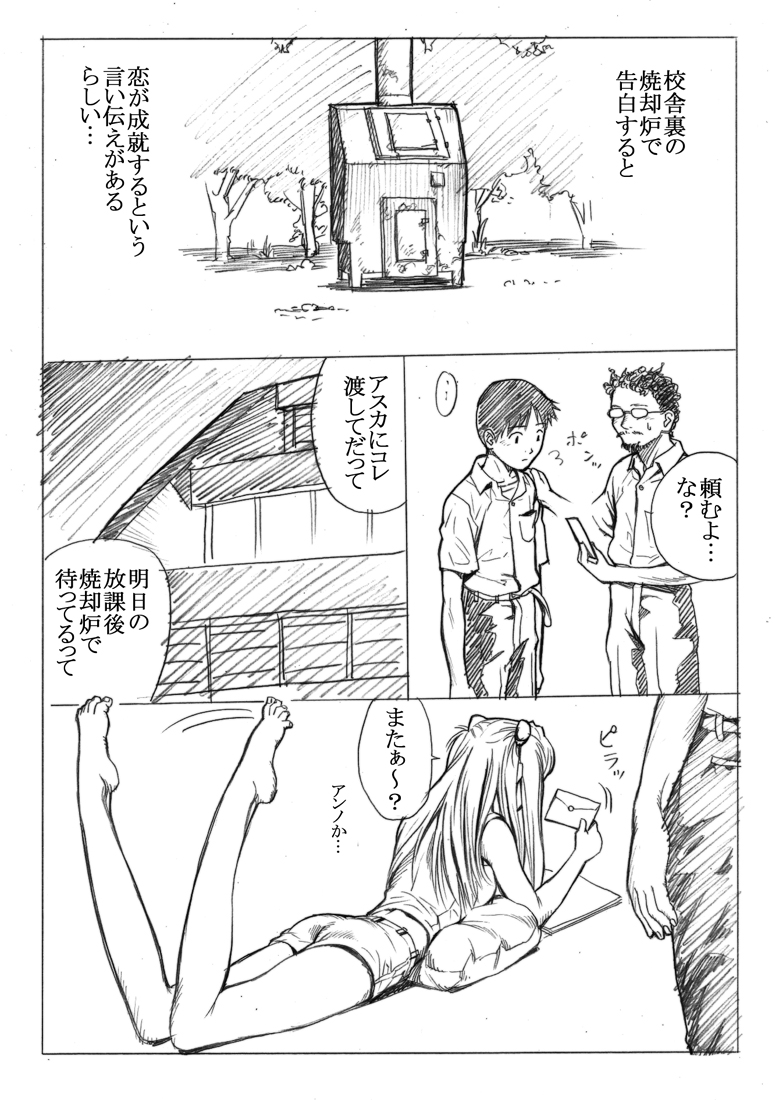 校舎裏の
焼却炉で
告白すると
恋が成就するという
言い伝えがある
らしい…
…
ポンッ
ろ
頼むよ…
な?
アスカにコレ
渡してだって
明日の
放課後
焼却炉で
待ってるって
ピラッ
またぁ～?
アンノか…